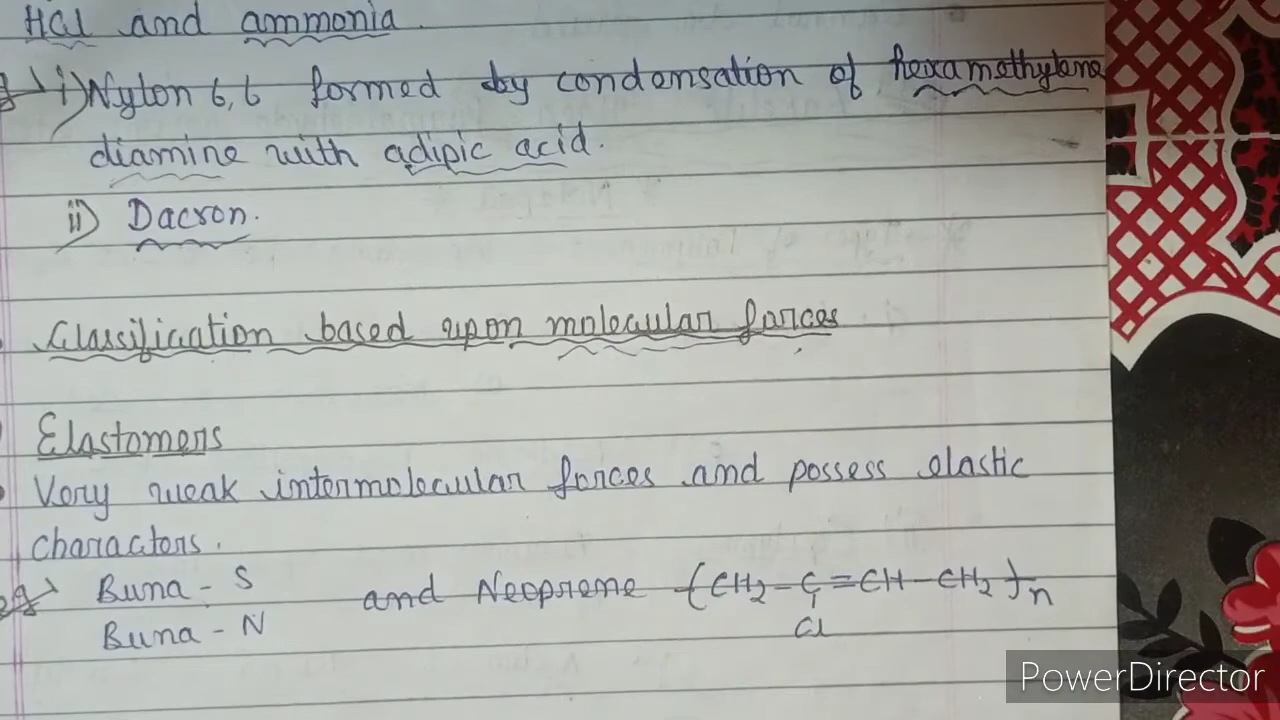 HCl and ammonia.
i) Nylon 6,6 formed by condensation of hexamethylene
diamine with adipic acid.
ii) Dacron.
Classification based upon molecular forces
Elastomers
Very weak intermolecular forces and possess elastic
characters.
Buna - S and Neoprene -(CH2-C=CH-CH2-)n
Buna - N Cl
PowerDirector